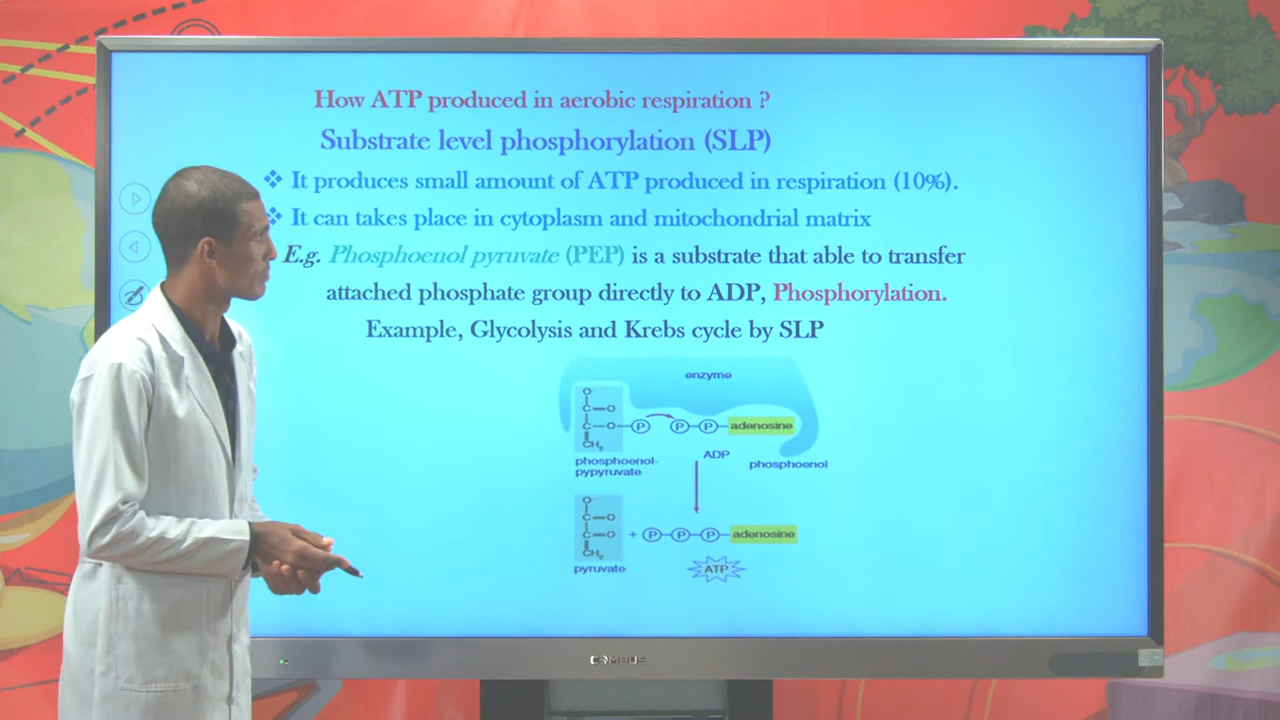 How ATP produced in aerobic respiration ?
Substrate level phosphorylation (SLP)
❖ It produces small amount of ATP produced in respiration (10%).
❖ It can takes place in cytoplasm and mitochondrial matrix
E.g. Phosphoenol pyruvate (PEP) is a substrate that able to transfer
attached phosphate group directly to ADP, Phosphorylation.
Example, Glycolysis and Krebs cycle by SLP
enzyme
O-
C=O
C-O-P P-P-adenosine
CH2
phosphoenol-
pypyruvate
ADP
phosphoenol
O
C=O
C=O + P-P-P-adenosine
CH2
pyruvate
ATP